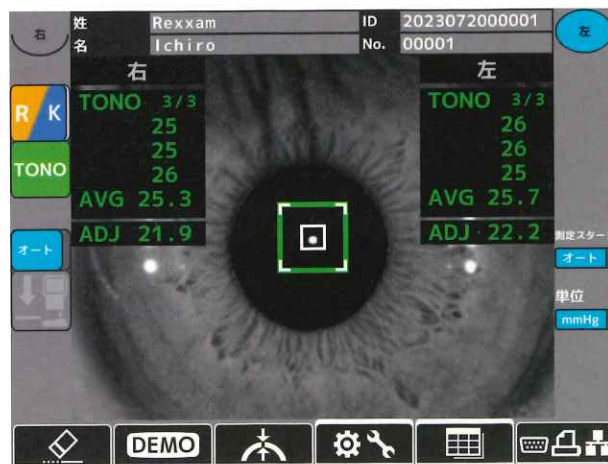 右
姓 Rexxam ID 2023072000001
名 Ichiro No. 00001
左
R/K
TONO
オート
右
TONO 3/3
25
25
26
AVG 25.3
ADJ 21.9
左
TONO 3/3
26
26
25
AVG 25.7
ADJ 22.2
測定スタート
オート
単位
mmHg
DEMO